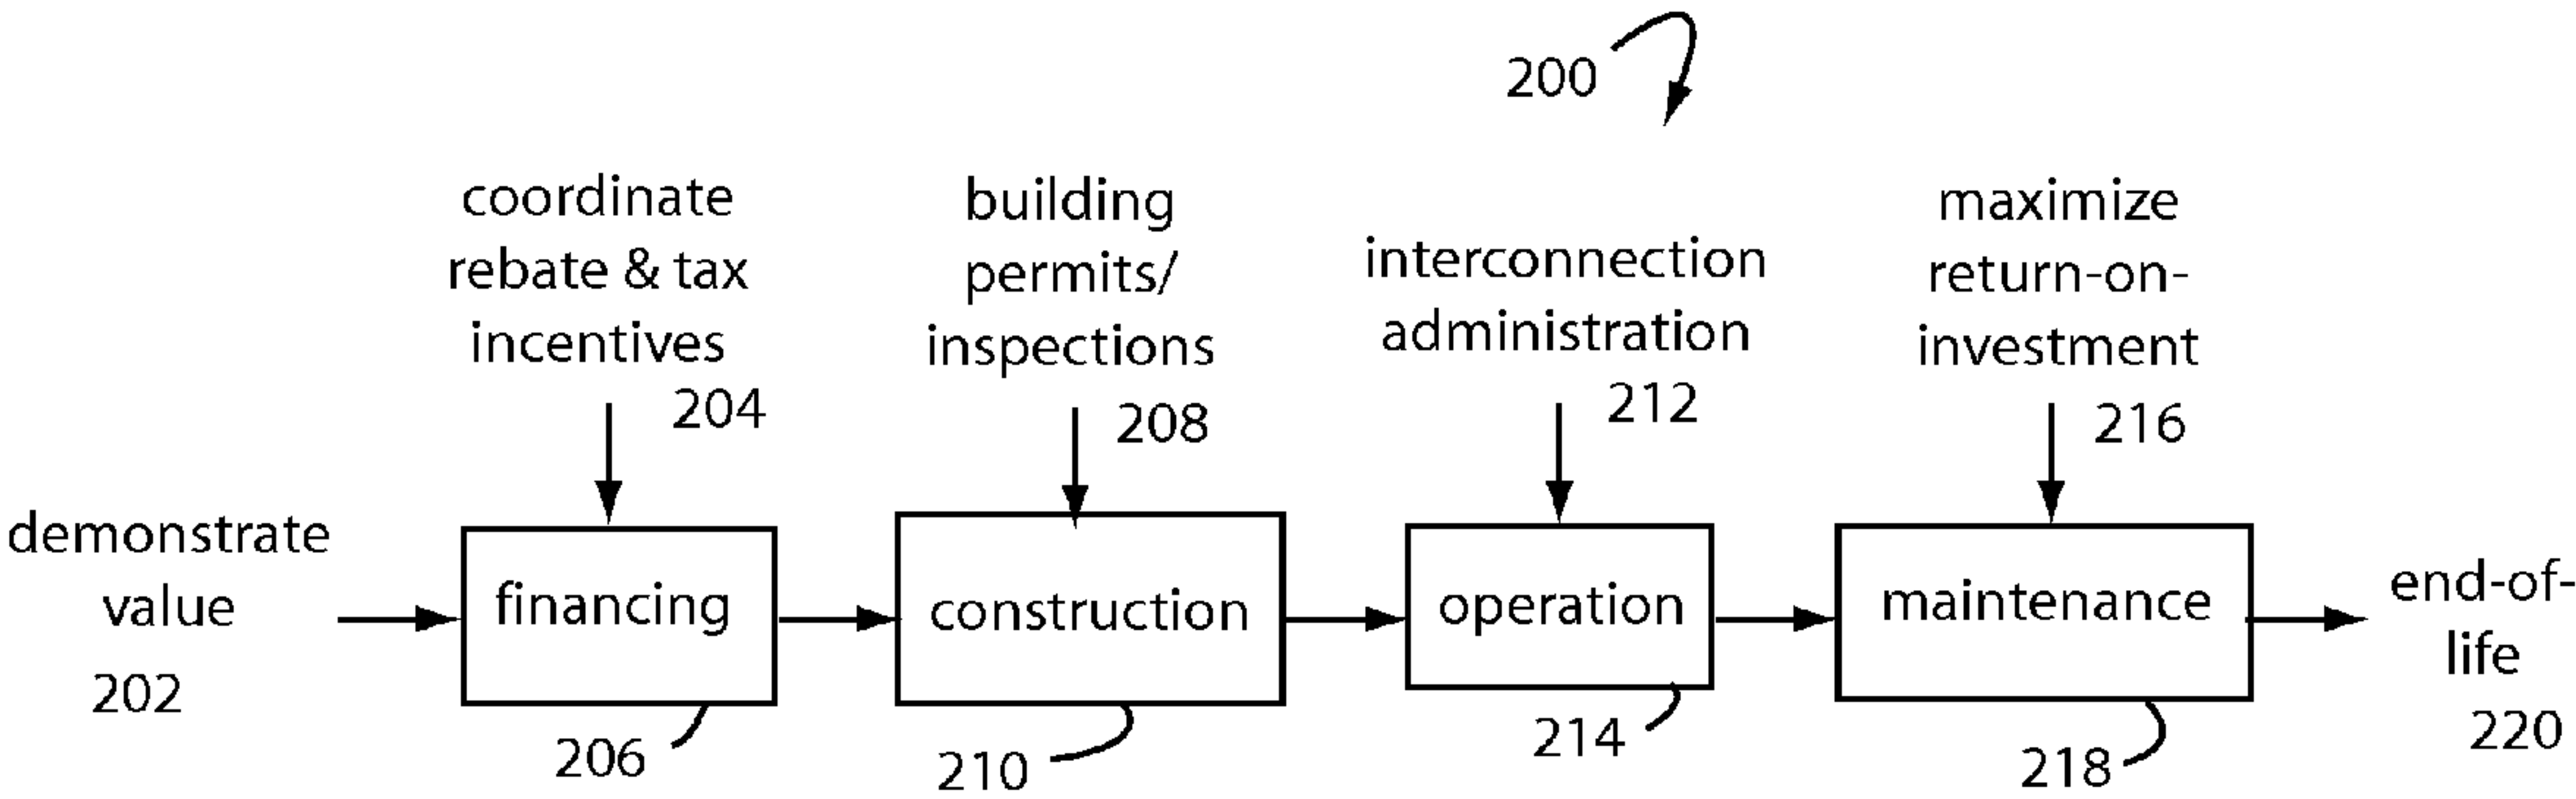 200
coordinate
rebate & tax
incentives
204
building
permits/
inspections
208
interconnection
administration
212
maximize
return-on-
investment
216
demonstrate
value
202
financing
206
construction
210
operation
214
maintenance
218
end-of-
life
220